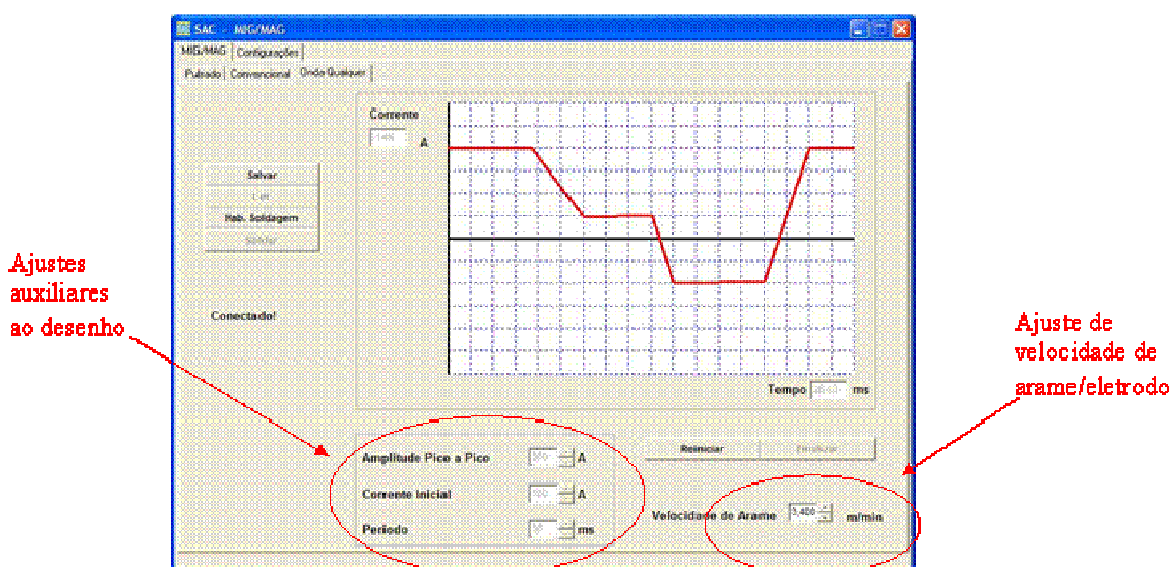 SAC - MIG/MAG
MIG/MAG Configurações
Pulsado Convencional Onda Qualquer
Corrente
A
Salvar
Hab. Soldagem
Conectado!
Ajustes
auxiliares
ao desenho
Ajuste de
velocidade de
arame/eletrodo
Tempo ms
Amplitude Pico a Pico A
Corrente Inicial A
Período ms
Reiniciar
Velocidade de Arame m/min